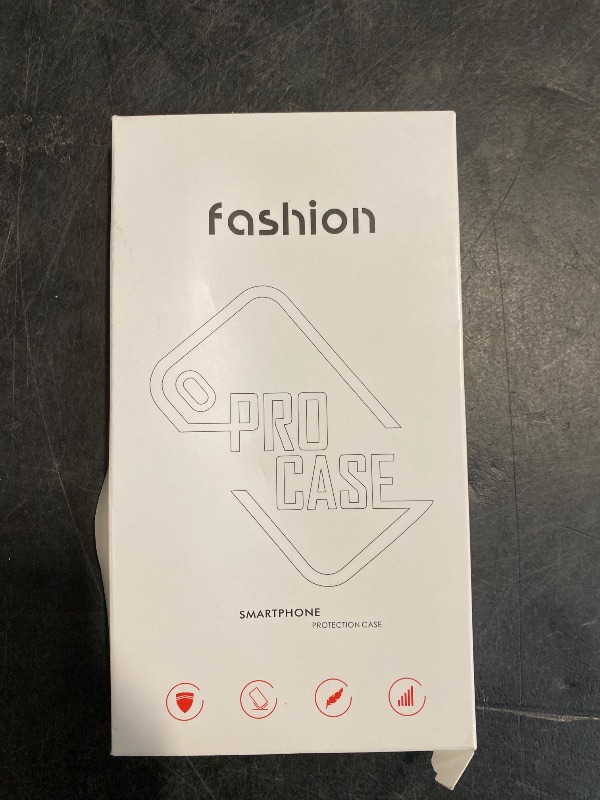 fashion
PRO
CASE
SMARTPHONE
PROTECTION CASE